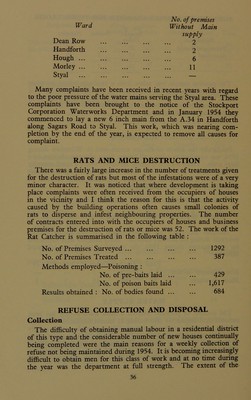 No. of premises
Ward Without Main
supply
Dean Row ... ... ... ... ... 2
Handforth ... ... ... ... ... 2
Hough ... ... ... ... ... ... 6
Morley ... ... ... ... ... ... 11
Styal ... ... ... ... ... ... —
Many complaints have been received in recent years with regard
to the poor pressure of the water mains serving the Styal area. These
complaints have been brought to the notice of the Stockport
Corporation Waterworks Department and in January 1954 they
commenced to lay a new 6 inch main from the A.34 in Handforth
along Sagars Road to Styal. This work, which was nearing com-
pletion by the end of the year, is expected to remove all causes for
complaint.
RATS AND MICE DESTRUCTION
There was a fairly large increase in the number of treatments given
for the destruction of rats but most of the infestations were of a very
minor character. It was noticed that where development is taking
place complaints were often received from the occupiers of houses
in the vicinity and I think the reason for this is that the activity
caused by the building operations often causes small colonies of
rats to disperse and infest neighbouring properties. The number
of contracts entered into with the occupiers of houses and business
premises for the destruction of rats or mice was 52. The work of the
Rat Catcher is summarised in the following table :
No. of Premises Surveyed ... ... ... ... 1292
No. of Premises Treated ... ... ... ... 387
Methods employed—Poisoning :
No. of pre-baits laid ... ... 429
No. of poison baits laid 1,617
Results obtained : No. of bodies found ... ... 684
REFUSE COLLECTION AND DISPOSAL
Collection
The difficulty of obtaining manual labour in a residential district
of this type and the considerable number of new houses continually
being completed were the main reasons for a weekly collection of
refuse not being maintained during 1954. It is becoming increasingly
difficult to obtain men for this class of work and at no time during
the year was the department at full strength. The extent of the
56